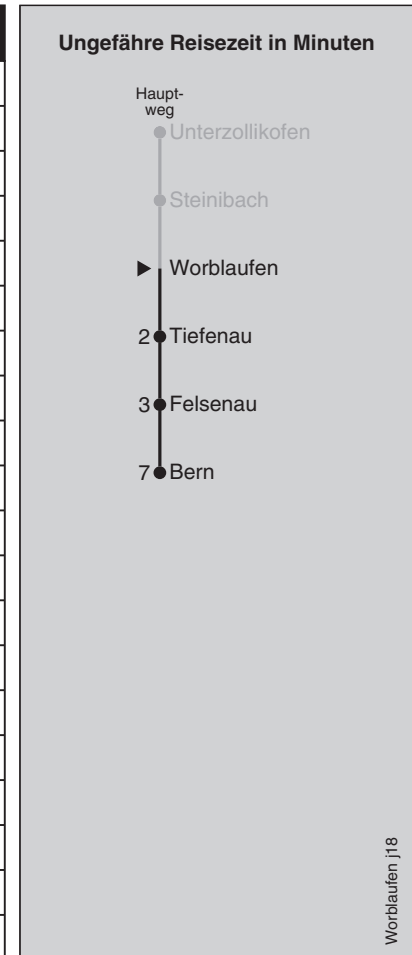 Ungefähre Reisezeit in Minuten
Haupt-
weg
Unterzollikofen
Steinibach
Worblaufen
2 Tiefenau
3 Felsenau
7 Bern
Worblaufen j18